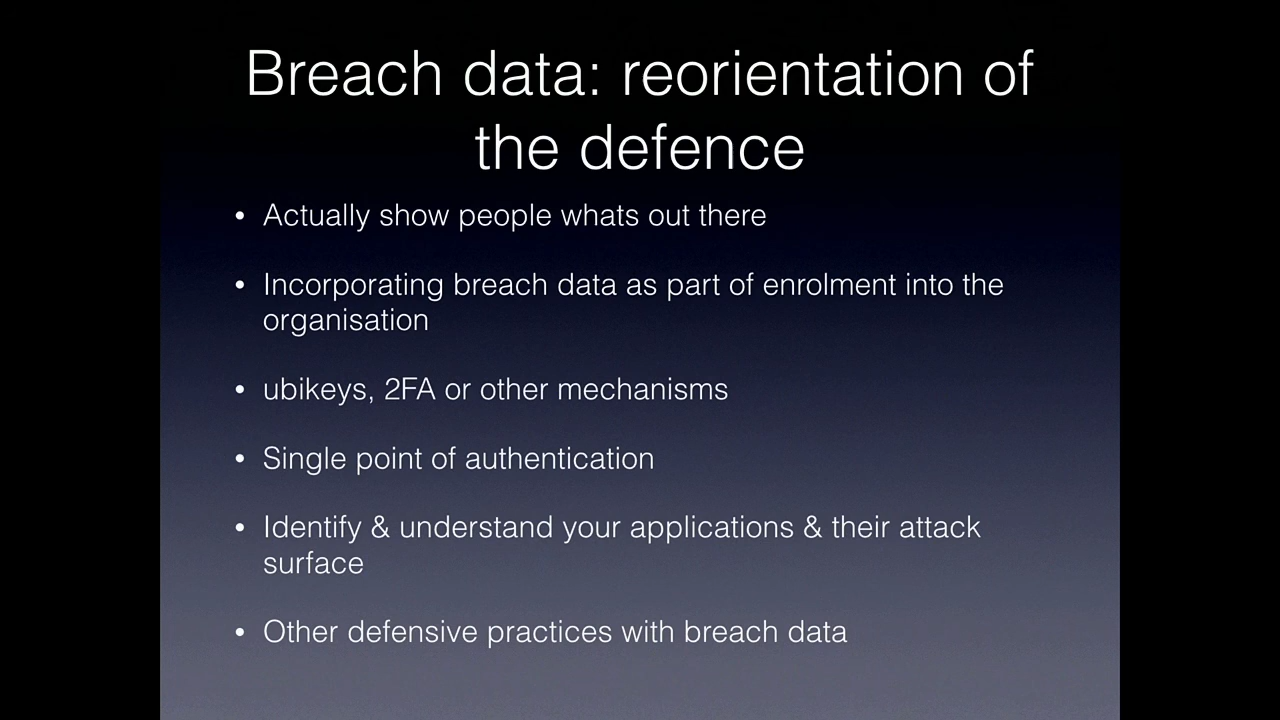 Breach data: reorientation of
the defence
• Actually show people whats out there
• Incorporating breach data as part of enrolment into the
organisation
• ubikeys, 2FA or other mechanisms
• Single point of authentication
• Identify & understand your applications & their attack
surface
• Other defensive practices with breach data